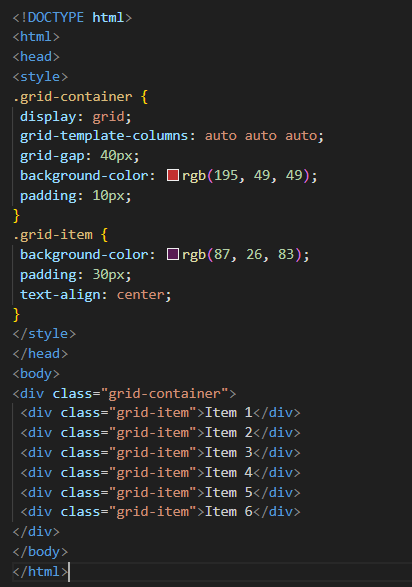 <!DOCTYPE html>
<html>
<head>
<style>
.grid-container {
 display: grid;
 grid-template-columns: auto auto auto;
 grid-gap: 40px;
 background-color: rgb(195, 49, 49);
 padding: 10px;
}
.grid-item {
 background-color: rgb(87, 26, 83);
 padding: 30px;
 text-align: center;
}
</style>
</head>
<body>
<div class="grid-container">
 <div class="grid-item">Item 1</div>
 <div class="grid-item">Item 2</div>
 <div class="grid-item">Item 3</div>
 <div class="grid-item">Item 4</div>
 <div class="grid-item">Item 5</div>
 <div class="grid-item">Item 6</div>
</div>
</body>
</html>